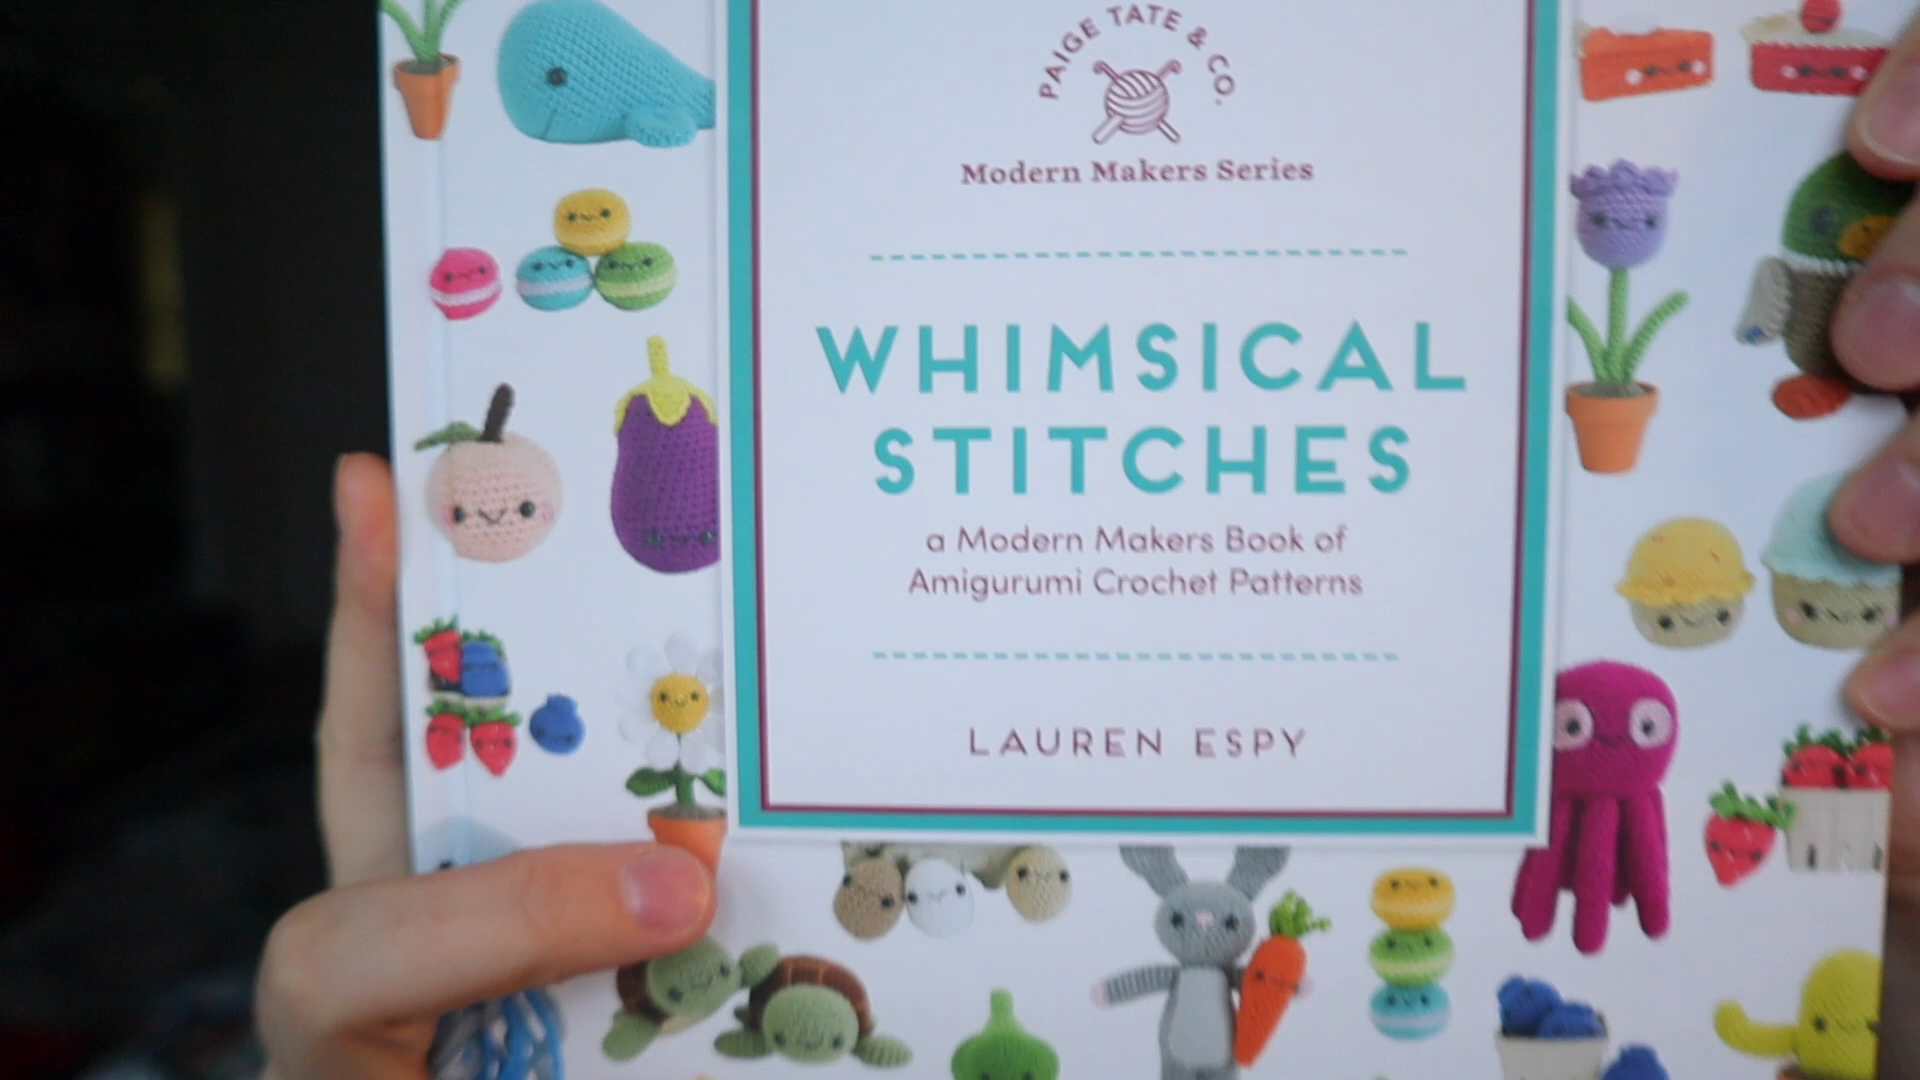 PAIGE TATE & CO.
Modern Makers Series
WHIMSICAL
STITCHES
a Modern Makers Book of
Amigurumi Crochet Patterns
LAUREN ESPY